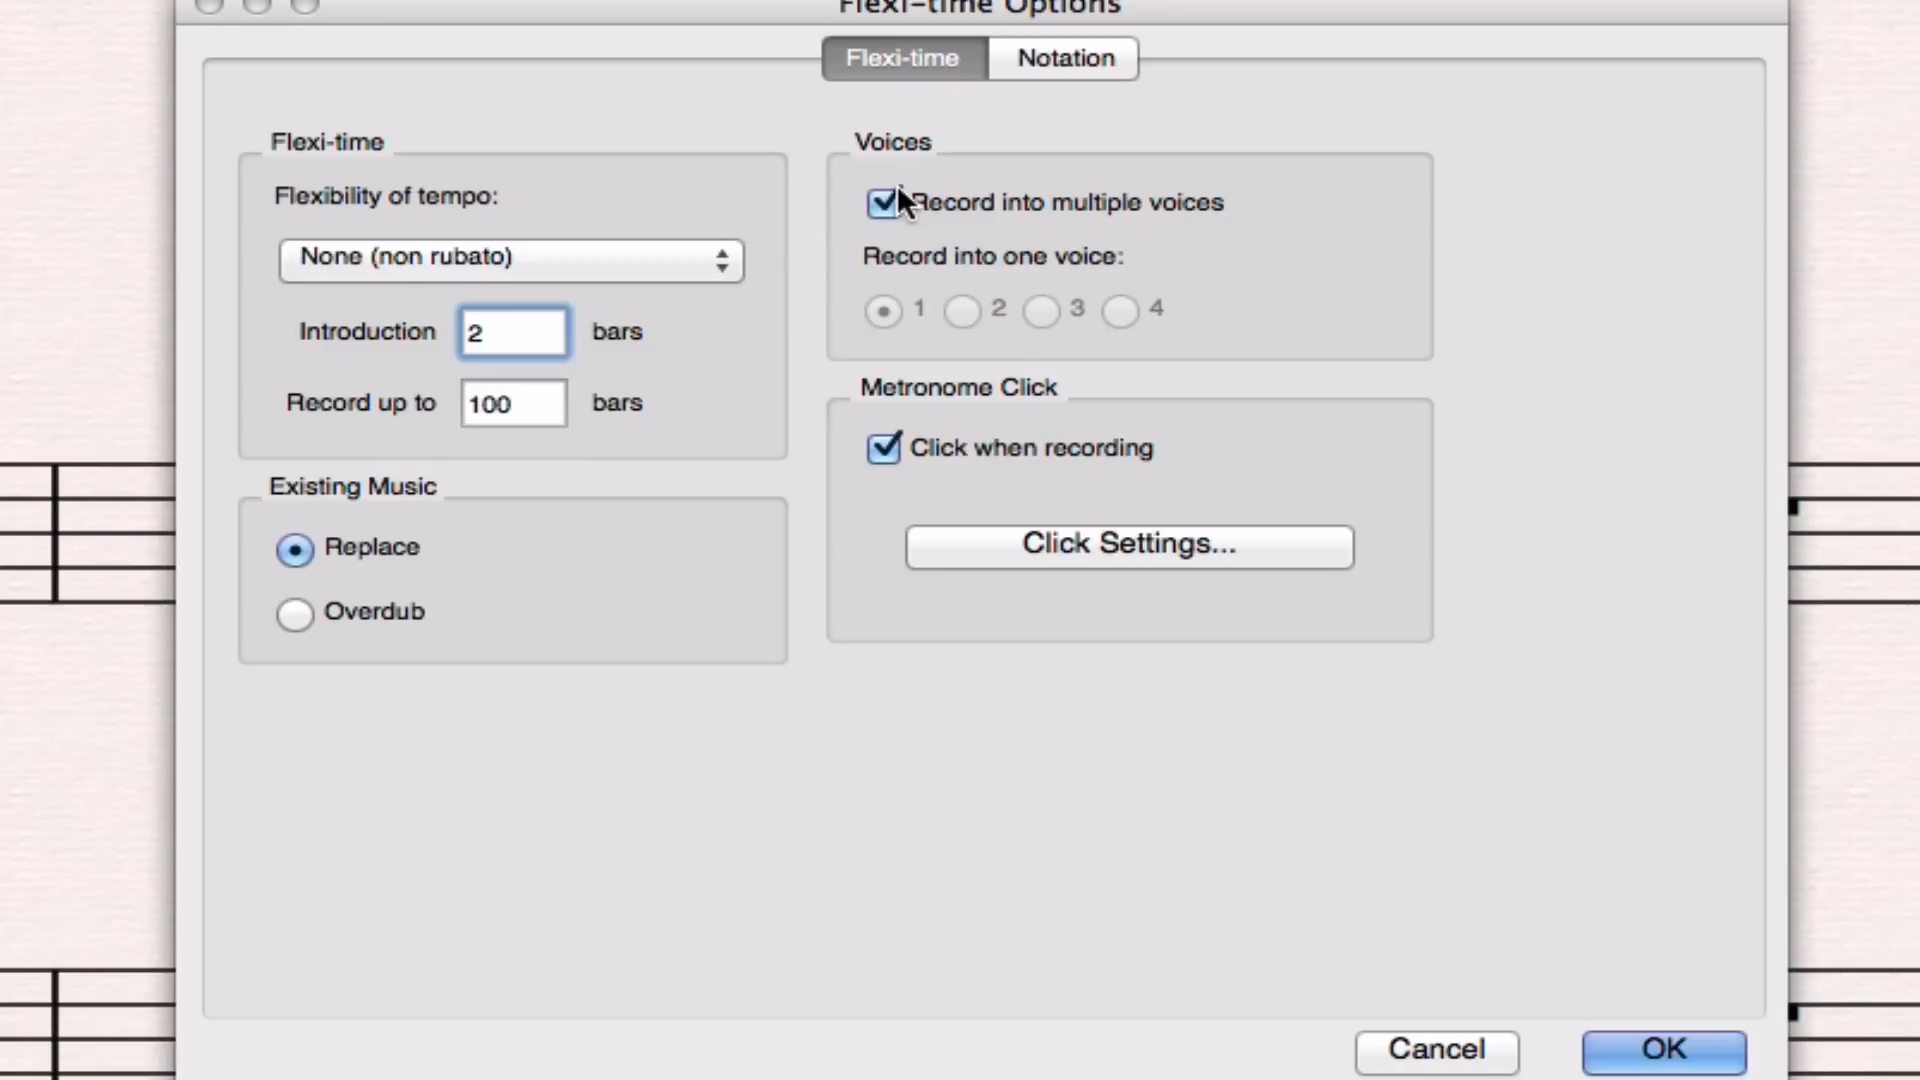 Flexi-time Options
Flexi-time
Notation
Flexi-time
Flexibility of tempo:
None (non rubato)
Introduction 2 bars
Record up to 100 bars
Existing Music
Replace
Overdub
Voices
Record into multiple voices
Record into one voice:
1 2 3 4
Metronome Click
Click when recording
Click Settings...
Cancel
OK